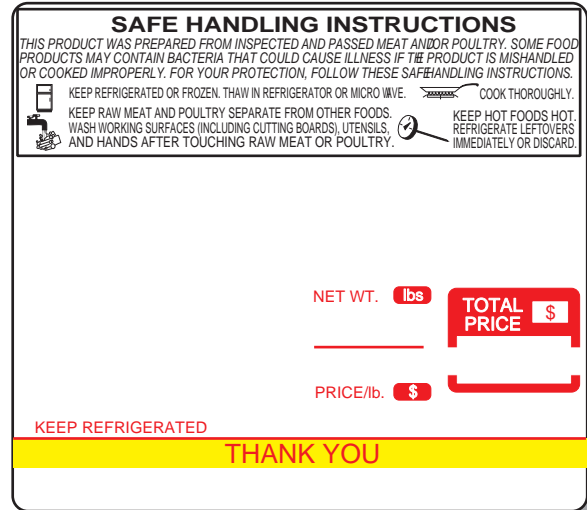 SAFE HANDLING INSTRUCTIONS
THIS PRODUCT WAS PREPARED FROM INSPECTED AND PASSED MEAT AND/OR POULTRY. SOME FOOD
PRODUCTS MAY CONTAIN BACTERIA THAT COULD CAUSE ILLNESS IF THE PRODUCT IS MISHANDLED
OR COOKED IMPROPERLY. FOR YOUR PROTECTION, FOLLOW THESE SAFE HANDLING INSTRUCTIONS.
KEEP REFRIGERATED OR FROZEN. THAW IN REFRIGERATOR OR MICROWAVE.
COOK THOROUGHLY.
KEEP RAW MEAT AND POULTRY SEPARATE FROM OTHER FOODS.
WASH WORKING SURFACES (INCLUDING CUTTING BOARDS), UTENSILS,
AND HANDS AFTER TOUCHING RAW MEAT OR POULTRY.
KEEP HOT FOODS HOT.
REFRIGERATE LEFTOVERS
IMMEDIATELY OR DISCARD.
NET WT. lbs
TOTAL
PRICE $
PRICE/lb. $
KEEP REFRIGERATED
THANK YOU